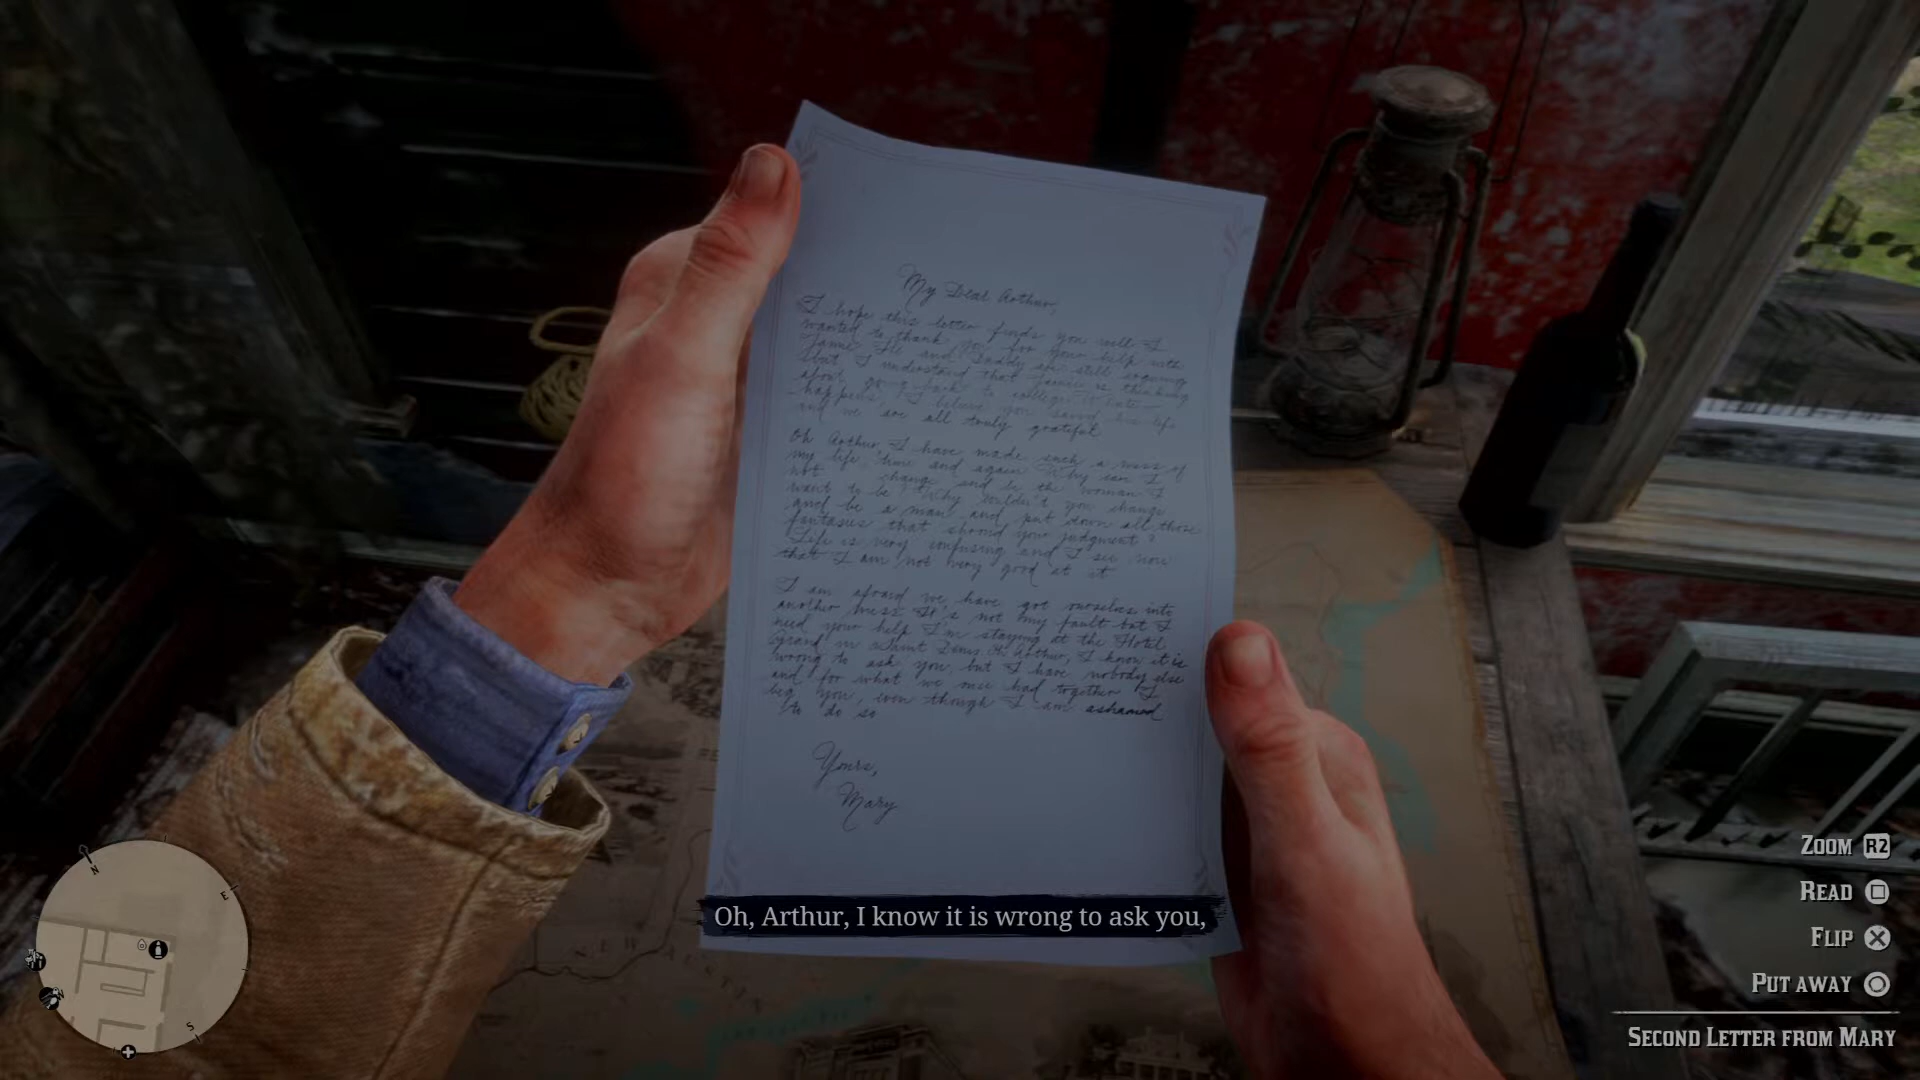 My Dear Arthur,
I hope this letter finds you well I
wanted to thank you for your help with
Jamie He and Daddy are still arguing
but I understand that Jamie is thinking
about going back to college Whatever
happens, I believe you saved his life
and we are all truly grateful
Oh Arthur, I have made such a mess of
my life, time and again Why can I
not change and be the woman I
want to be? Why couldn't you change
and be a man and put down all those
fantasies that shroud your judgment?
Life is very confusing and I see now
that I am not very good at it
I am afraid we have got ourselves into
another mess It's not my fault but I
need your help I'm staying at the Hotel
Grand in Saint Denis Oh Arthur, I know it is
wrong to ask you, but I have nobody else
and for what we once had together I
beg you, even though I am ashamed
to do so
Yours,
Mary
Oh, Arthur, I know it is wrong to ask you,
N
E
S
ZOOM R2
READ
FLIP
PUT AWAY
SECOND LETTER FROM MARY